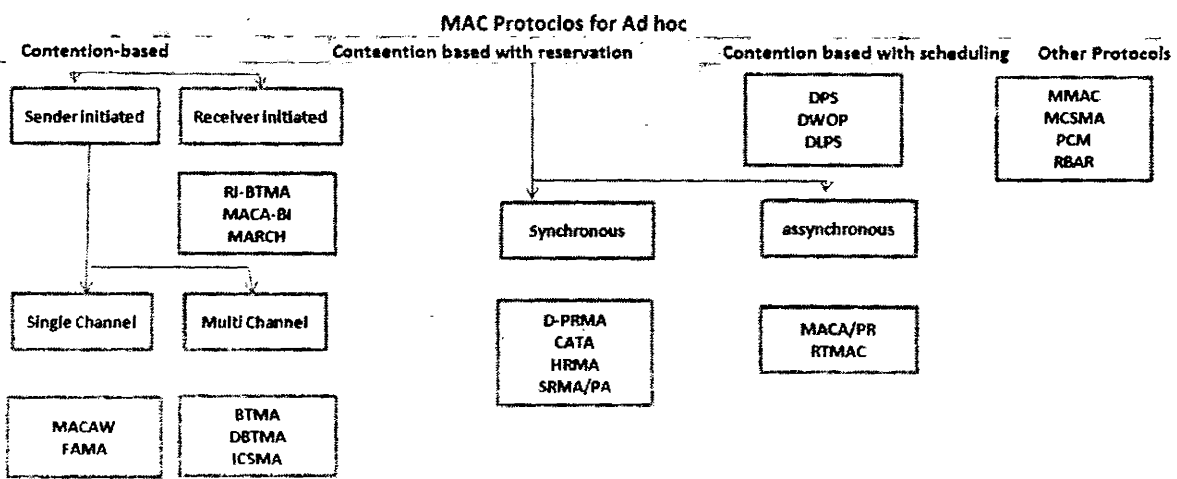 MAC Protoclos for Ad hoc
Contention-based
Conteention based with reservation
Contention based with scheduling
Other Protocols
Sender initiated
Receiver initiated
DPS
DWOP
DLPS
MMAC
MCSMA
PCM
RBAR
RI-BTMA
MACA-BI
MARCH
Synchronous
assynchronous
Single Channel
Multi Channel
D-PRMA
CATA
HRMA
SRMA/PA
MACA/PR
RTMAC
MACAW
FAMA
BTMA
DBTMA
ICSMA